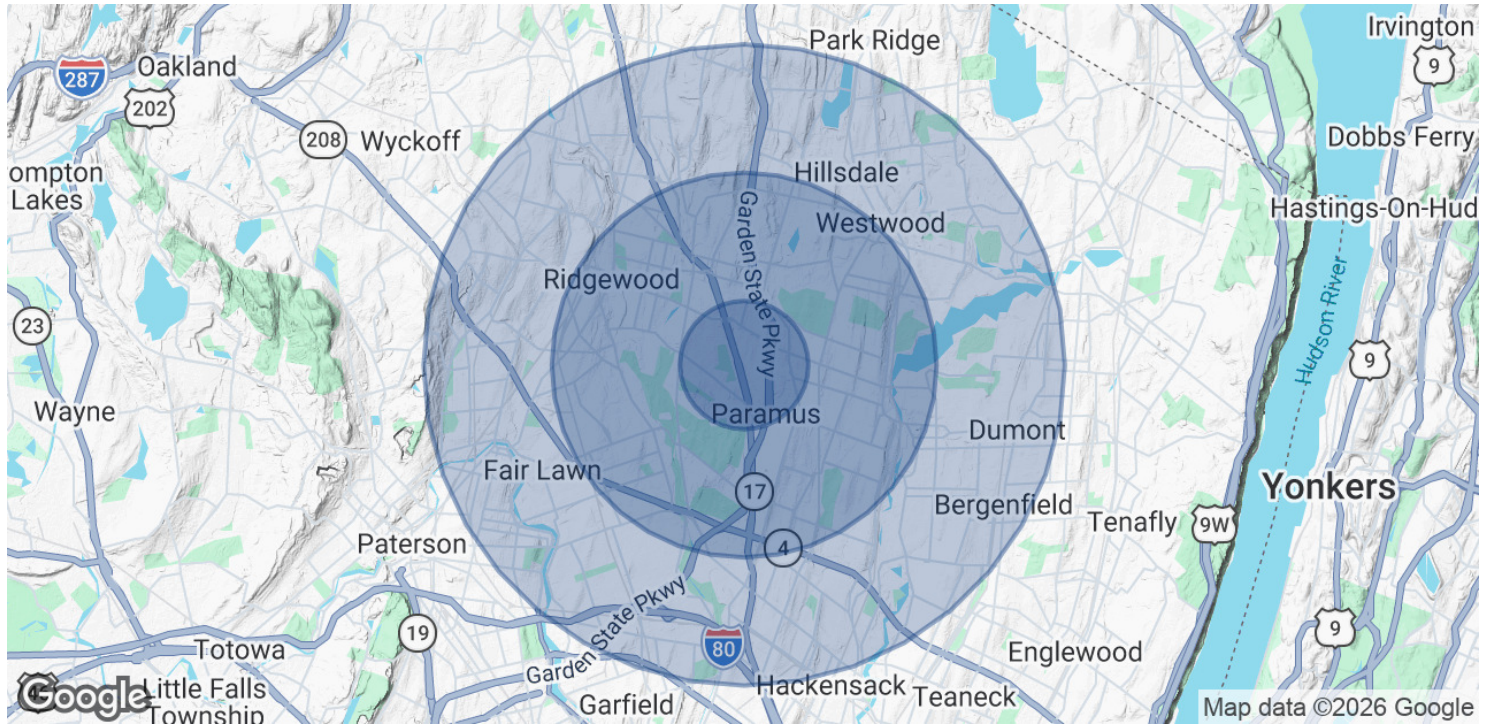 Park Ridge
Irvington
9
287
Oakland
202
208
Wyckoff
Dobbs Ferry
ompton
Lakes
Hillsdale
Westwood
Hastings-On-Hud
Garden State Pkwy
Ridgewood
Hudson River
23
9
Wayne
Paramus
Dumont
Fair Lawn
17
Bergenfield
Yonkers
Tenafly
9W
Paterson
4
Garden State Pkwy
19
80
9
Totowa
Englewood
Little Falls
Township
Google
Garfield
Hackensack
Teaneck
Map data ©2026 Google